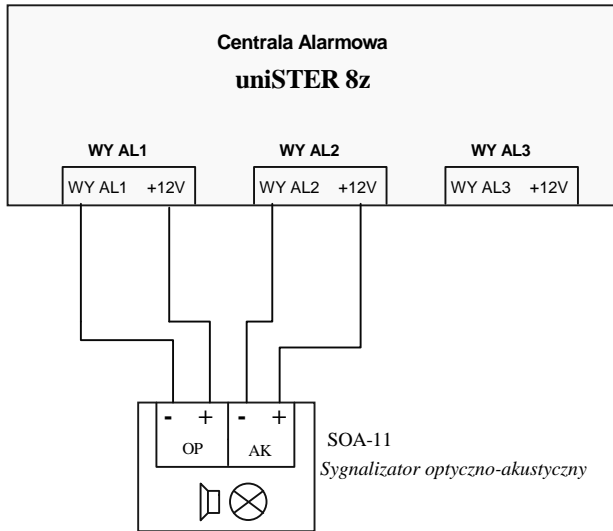 Centrala Alarmowa
uniSTER 8z
WY AL1 WY AL2 WY AL3
WY AL1 +12V WY AL2 +12V WY AL3 +12V
- + - +
OP AK
SOA-11
Sygnalizator optyczno-akustyczny